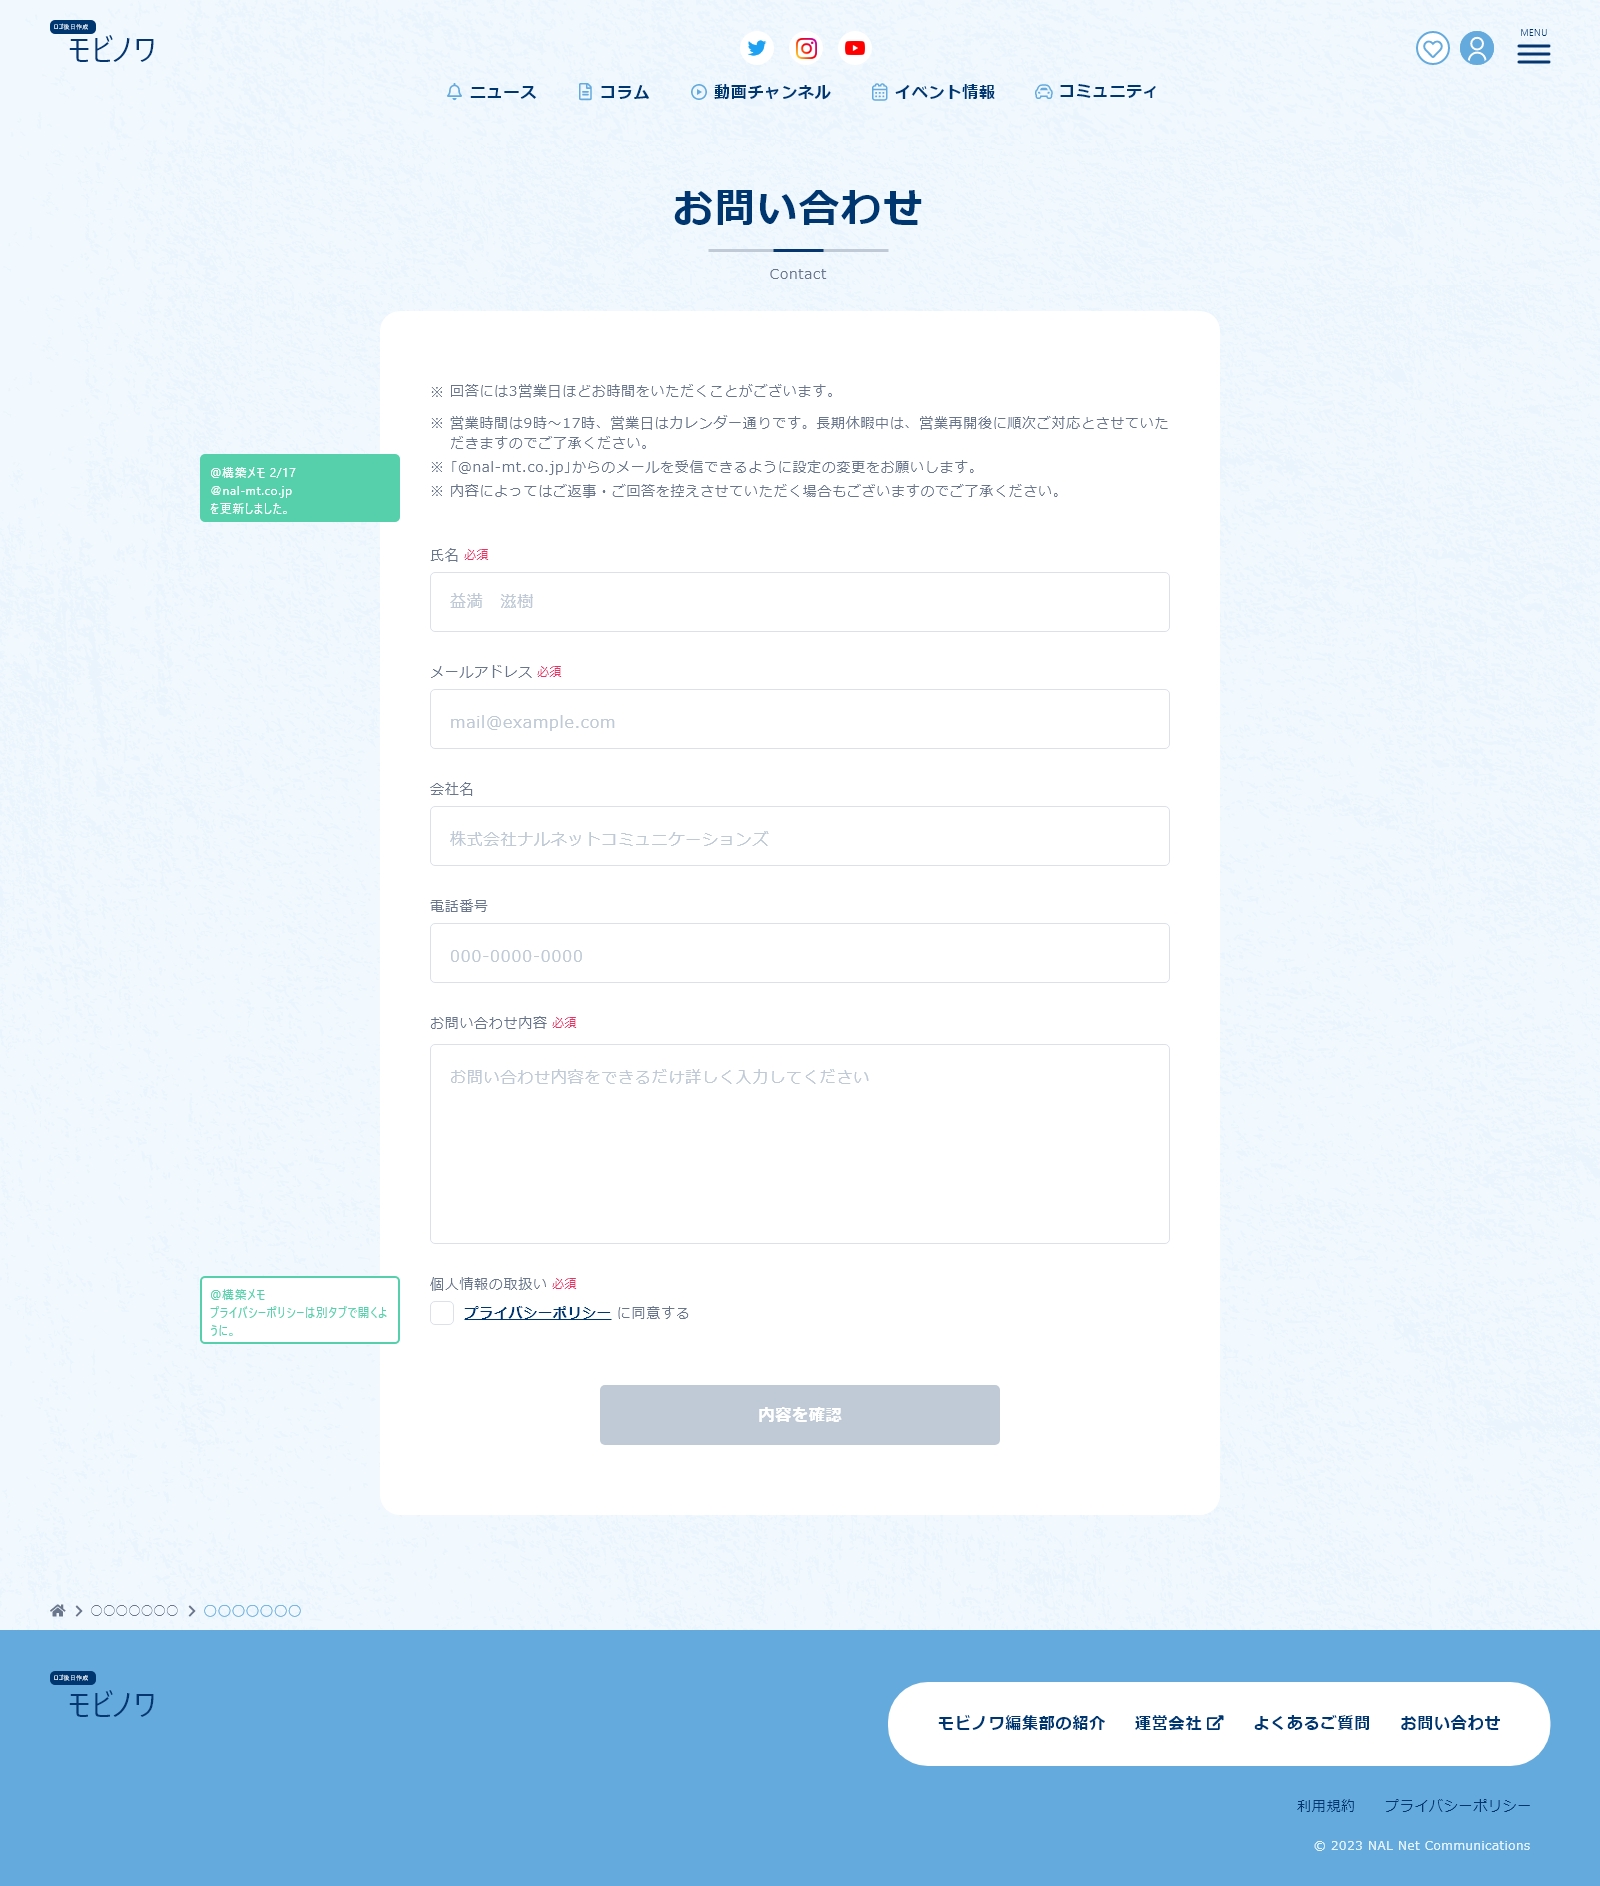 ロゴ後日作成
モビノワ
MENU
ニュース
コラム
動画チャンネル
イベント情報
コミュニティ
お問い合わせ
Contact
※ 回答には3営業日ほどお時間をいただくことがございます。
※ 営業時間は9時〜17時、営業日はカレンダー通りです。長期休暇中は、営業再開後に順次ご対応とさせていた
だきますのでご了承ください。
※ 「@nal-mt.co.jp」からのメールを受信できるように設定の変更をお願いします。
※ 内容によってはご返事・ご回答を控えさせていただく場合もございますのでご了承ください。
@構築メモ 2/17
@nal-mt.co.jp
を更新しました。
氏名 必須
益満　滋樹
メールアドレス 必須
mail@example.com
会社名
株式会社ナルネットコミュニケーションズ
電話番号
000-0000-0000
お問い合わせ内容 必須
お問い合わせ内容をできるだけ詳しく入力してください
個人情報の取扱い 必須
プライバシーポリシー に同意する
@構築メモ
プライバシーポリシーは別タブで開くよ
うに。
内容を確認
〇〇〇〇〇〇〇
〇〇〇〇〇〇〇
ロゴ後日作成
モビノワ
モビノワ編集部の紹介
運営会社
よくあるご質問
お問い合わせ
利用規約
プライバシーポリシー
© 2023 NAL Net Communications